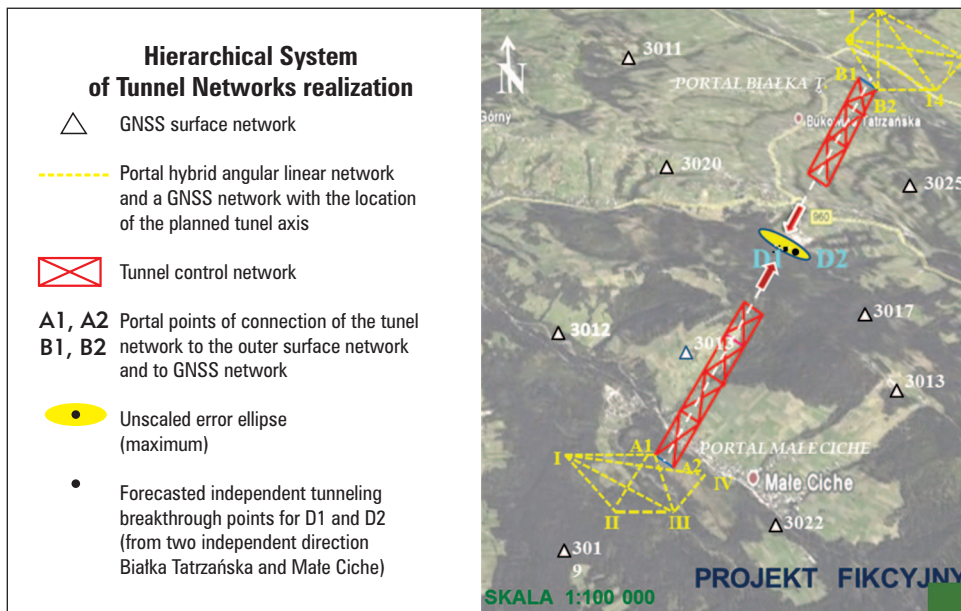 Hierarchical System
of Tunnel Networks realization
GNSS surface network
Portal hybrid angular linear network
and a GNSS network with the location
of the planned tunel axis
Tunnel control network
A1, A2
B1, B2
Portal points of connection of the tunel
network to the outer surface network
and to GNSS network
Unscaled error ellipse
(maximum)
Forecasted independent tunneling
breakthrough points for D1 and D2
(from two independent direction
Białka Tatrzańska and Małe Ciche)
N
3011
I
7
PORTAL BIAŁKA T.
B1
B2
14
Górny
Tatrzańska
3020
3025
960
D1 D2
3017
3012
3013
3013
A1
PORTAL MAŁE CICHE
I
A2
IV
Małe Ciche
II
III
3022
301
9
PROJEKT FIKCYJNY
SKALA 1:100 000